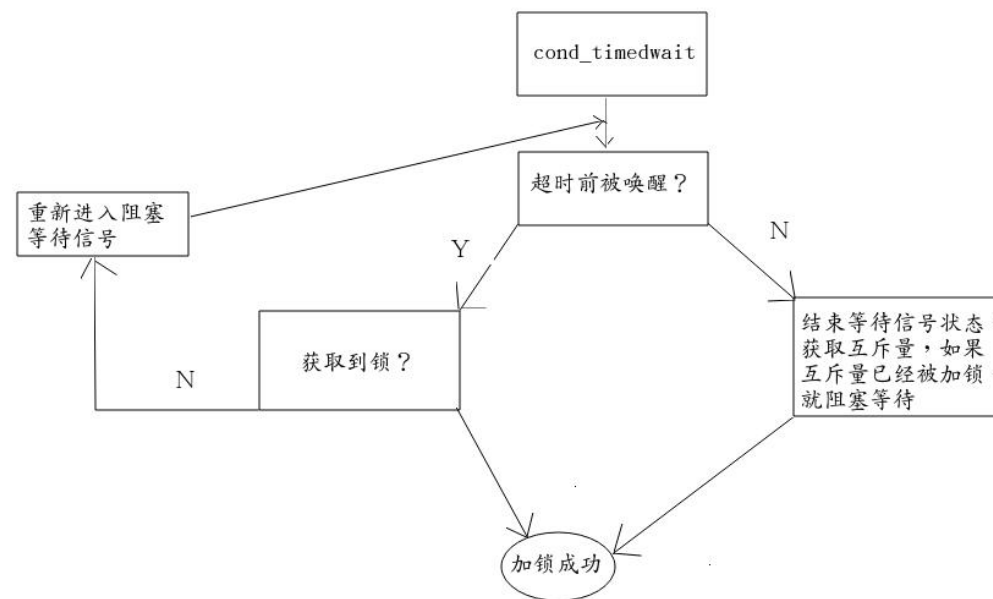 cond_timedwait
超时前被唤醒？
重新进入阻塞
等待信号
Y
N
获取到锁？
N
结束等待信号状态
获取互斥量，如果
互斥量已经被加锁
就阻塞等待
加锁成功